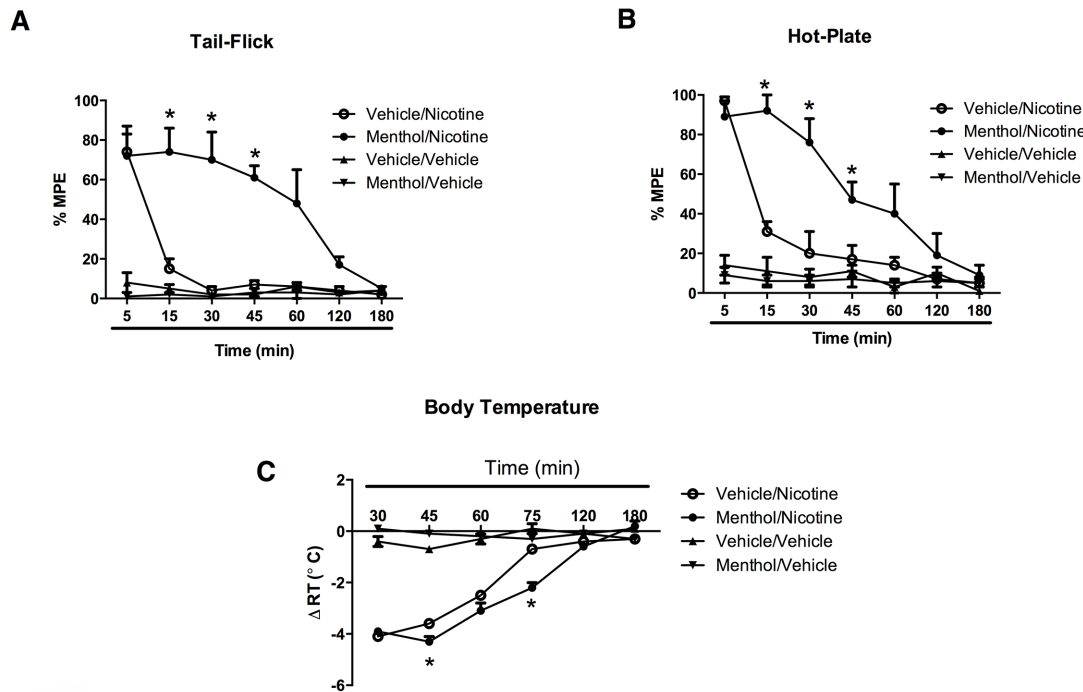 A
Tail-Flick
100
80
60
40
20
0
% MPE
*
*
*
5 15 30 45 60 120 180
Time (min)
Vehicle/Nicotine
Menthol/Nicotine
Vehicle/Vehicle
Menthol/Vehicle
B
Hot-Plate
100
80
60
40
20
0
% MPE
*
*
*
5 15 30 45 60 120 180
Time (min)
Vehicle/Nicotine
Menthol/Nicotine
Vehicle/Vehicle
Menthol/Vehicle
Body Temperature
C
Time (min)
30 45 60 75 120 180
2
0
-2
-4
-6
Δ RT (° C)
*
*
Vehicle/Nicotine
Menthol/Nicotine
Vehicle/Vehicle
Menthol/Vehicle